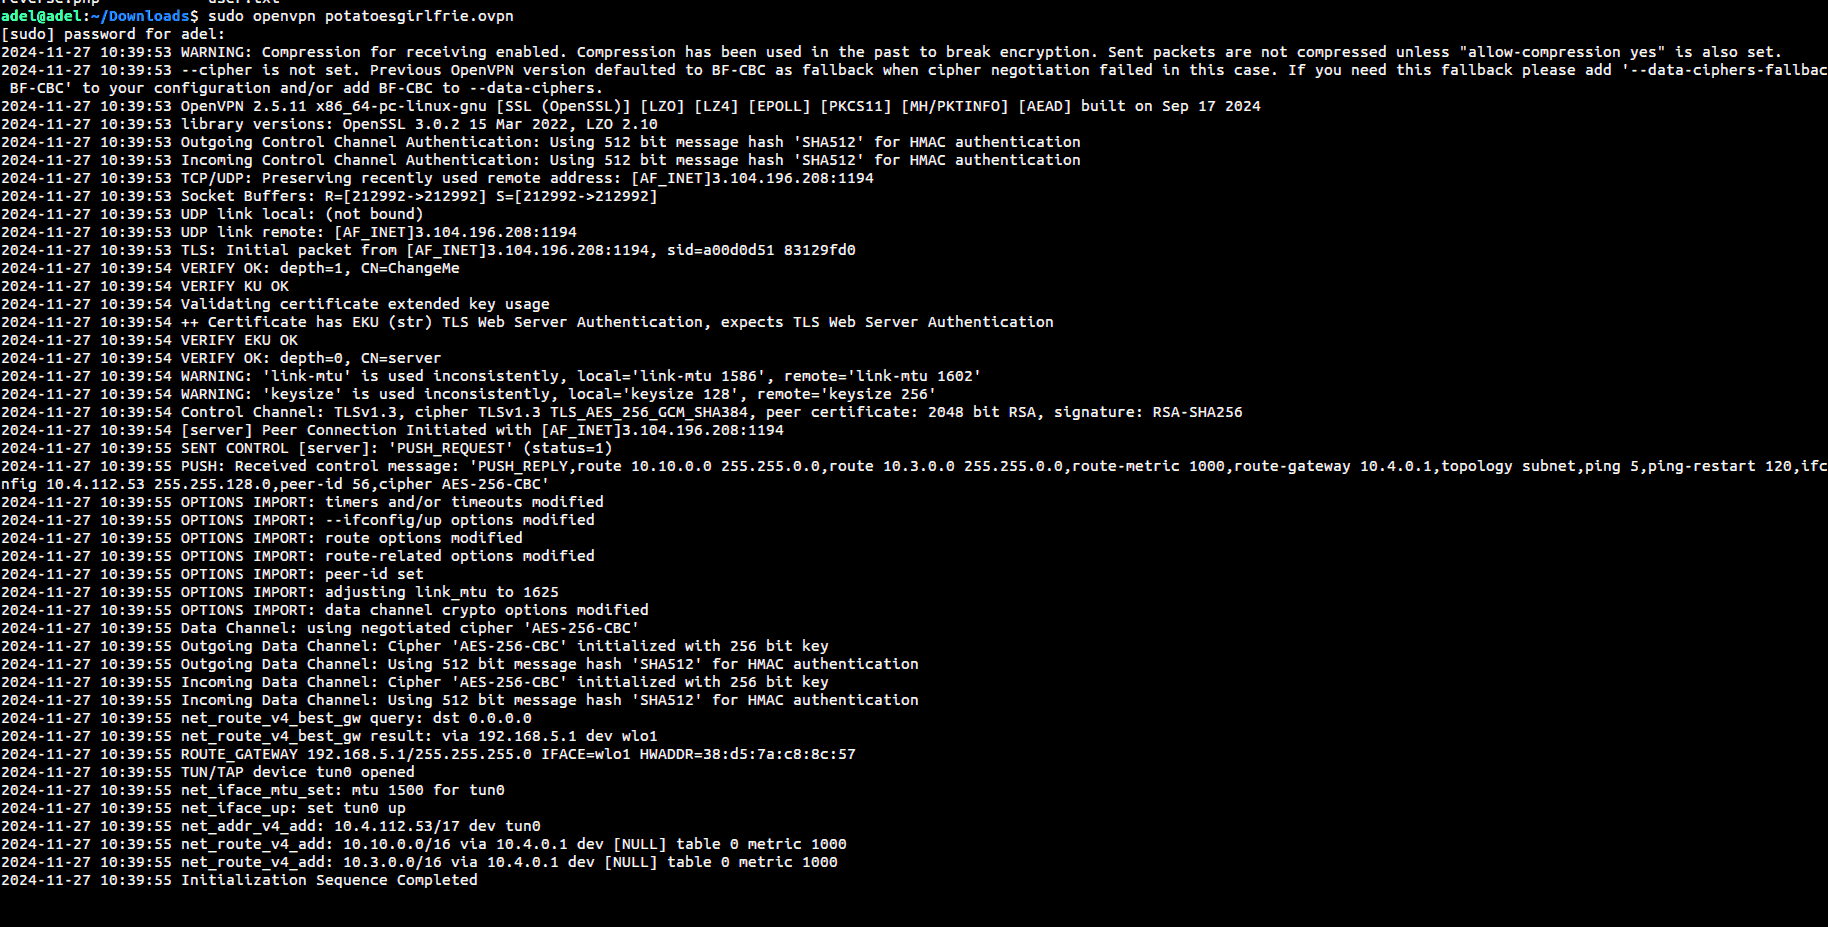 reverse.php            user.txt
adel@adel:~/Downloads$ sudo openvpn potatoesgirlfrie.ovpn
[sudo] password for adel:
2024-11-27 10:39:53 WARNING: Compression for receiving enabled. Compression has been used in the past to break encryption. Sent packets are not compressed unless "allow-compression yes" is also set.
2024-11-27 10:39:53 --cipher is not set. Previous OpenVPN version defaulted to BF-CBC as fallback when cipher negotiation failed in this case. If you need this fallback please add '--data-ciphers-fallbac
 BF-CBC' to your configuration and/or add BF-CBC to --data-ciphers.
2024-11-27 10:39:53 OpenVPN 2.5.11 x86_64-pc-linux-gnu [SSL (OpenSSL)] [LZO] [LZ4] [EPOLL] [PKCS11] [MH/PKTINFO] [AEAD] built on Sep 17 2024
2024-11-27 10:39:53 library versions: OpenSSL 3.0.2 15 Mar 2022, LZO 2.10
2024-11-27 10:39:53 Outgoing Control Channel Authentication: Using 512 bit message hash 'SHA512' for HMAC authentication
2024-11-27 10:39:53 Incoming Control Channel Authentication: Using 512 bit message hash 'SHA512' for HMAC authentication
2024-11-27 10:39:53 TCP/UDP: Preserving recently used remote address: [AF_INET]3.104.196.208:1194
2024-11-27 10:39:53 Socket Buffers: R=[212992->212992] S=[212992->212992]
2024-11-27 10:39:53 UDP link local: (not bound)
2024-11-27 10:39:53 UDP link remote: [AF_INET]3.104.196.208:1194
2024-11-27 10:39:53 TLS: Initial packet from [AF_INET]3.104.196.208:1194, sid=a00d0d51 83129fd0
2024-11-27 10:39:54 VERIFY OK: depth=1, CN=ChangeMe
2024-11-27 10:39:54 VERIFY KU OK
2024-11-27 10:39:54 Validating certificate extended key usage
2024-11-27 10:39:54 ++ Certificate has EKU (str) TLS Web Server Authentication, expects TLS Web Server Authentication
2024-11-27 10:39:54 VERIFY EKU OK
2024-11-27 10:39:54 VERIFY OK: depth=0, CN=server
2024-11-27 10:39:54 WARNING: 'link-mtu' is used inconsistently, local='link-mtu 1586', remote='link-mtu 1602'
2024-11-27 10:39:54 WARNING: 'keysize' is used inconsistently, local='keysize 128', remote='keysize 256'
2024-11-27 10:39:54 Control Channel: TLSv1.3, cipher TLSv1.3 TLS_AES_256_GCM_SHA384, peer certificate: 2048 bit RSA, signature: RSA-SHA256
2024-11-27 10:39:54 [server] Peer Connection Initiated with [AF_INET]3.104.196.208:1194
2024-11-27 10:39:55 SENT CONTROL [server]: 'PUSH_REQUEST' (status=1)
2024-11-27 10:39:55 PUSH: Received control message: 'PUSH_REPLY,route 10.10.0.0 255.255.0.0,route 10.3.0.0 255.255.0.0,route-metric 1000,route-gateway 10.4.0.1,topology subnet,ping 5,ping-restart 120,ifc
nfig 10.4.112.53 255.255.128.0,peer-id 56,cipher AES-256-CBC'
2024-11-27 10:39:55 OPTIONS IMPORT: timers and/or timeouts modified
2024-11-27 10:39:55 OPTIONS IMPORT: --ifconfig/up options modified
2024-11-27 10:39:55 OPTIONS IMPORT: route options modified
2024-11-27 10:39:55 OPTIONS IMPORT: route-related options modified
2024-11-27 10:39:55 OPTIONS IMPORT: peer-id set
2024-11-27 10:39:55 OPTIONS IMPORT: adjusting link_mtu to 1625
2024-11-27 10:39:55 OPTIONS IMPORT: data channel crypto options modified
2024-11-27 10:39:55 Data Channel: using negotiated cipher 'AES-256-CBC'
2024-11-27 10:39:55 Outgoing Data Channel: Cipher 'AES-256-CBC' initialized with 256 bit key
2024-11-27 10:39:55 Outgoing Data Channel: Using 512 bit message hash 'SHA512' for HMAC authentication
2024-11-27 10:39:55 Incoming Data Channel: Cipher 'AES-256-CBC' initialized with 256 bit key
2024-11-27 10:39:55 Incoming Data Channel: Using 512 bit message hash 'SHA512' for HMAC authentication
2024-11-27 10:39:55 net_route_v4_best_gw query: dst 0.0.0.0
2024-11-27 10:39:55 net_route_v4_best_gw result: via 192.168.5.1 dev wlo1
2024-11-27 10:39:55 ROUTE_GATEWAY 192.168.5.1/255.255.255.0 IFACE=wlo1 HWADDR=38:d5:7a:c8:8c:57
2024-11-27 10:39:55 TUN/TAP device tun0 opened
2024-11-27 10:39:55 net_iface_mtu_set: mtu 1500 for tun0
2024-11-27 10:39:55 net_iface_up: set tun0 up
2024-11-27 10:39:55 net_addr_v4_add: 10.4.112.53/17 dev tun0
2024-11-27 10:39:55 net_route_v4_add: 10.10.0.0/16 via 10.4.0.1 dev [NULL] table 0 metric 1000
2024-11-27 10:39:55 net_route_v4_add: 10.3.0.0/16 via 10.4.0.1 dev [NULL] table 0 metric 1000
2024-11-27 10:39:55 Initialization Sequence Completed